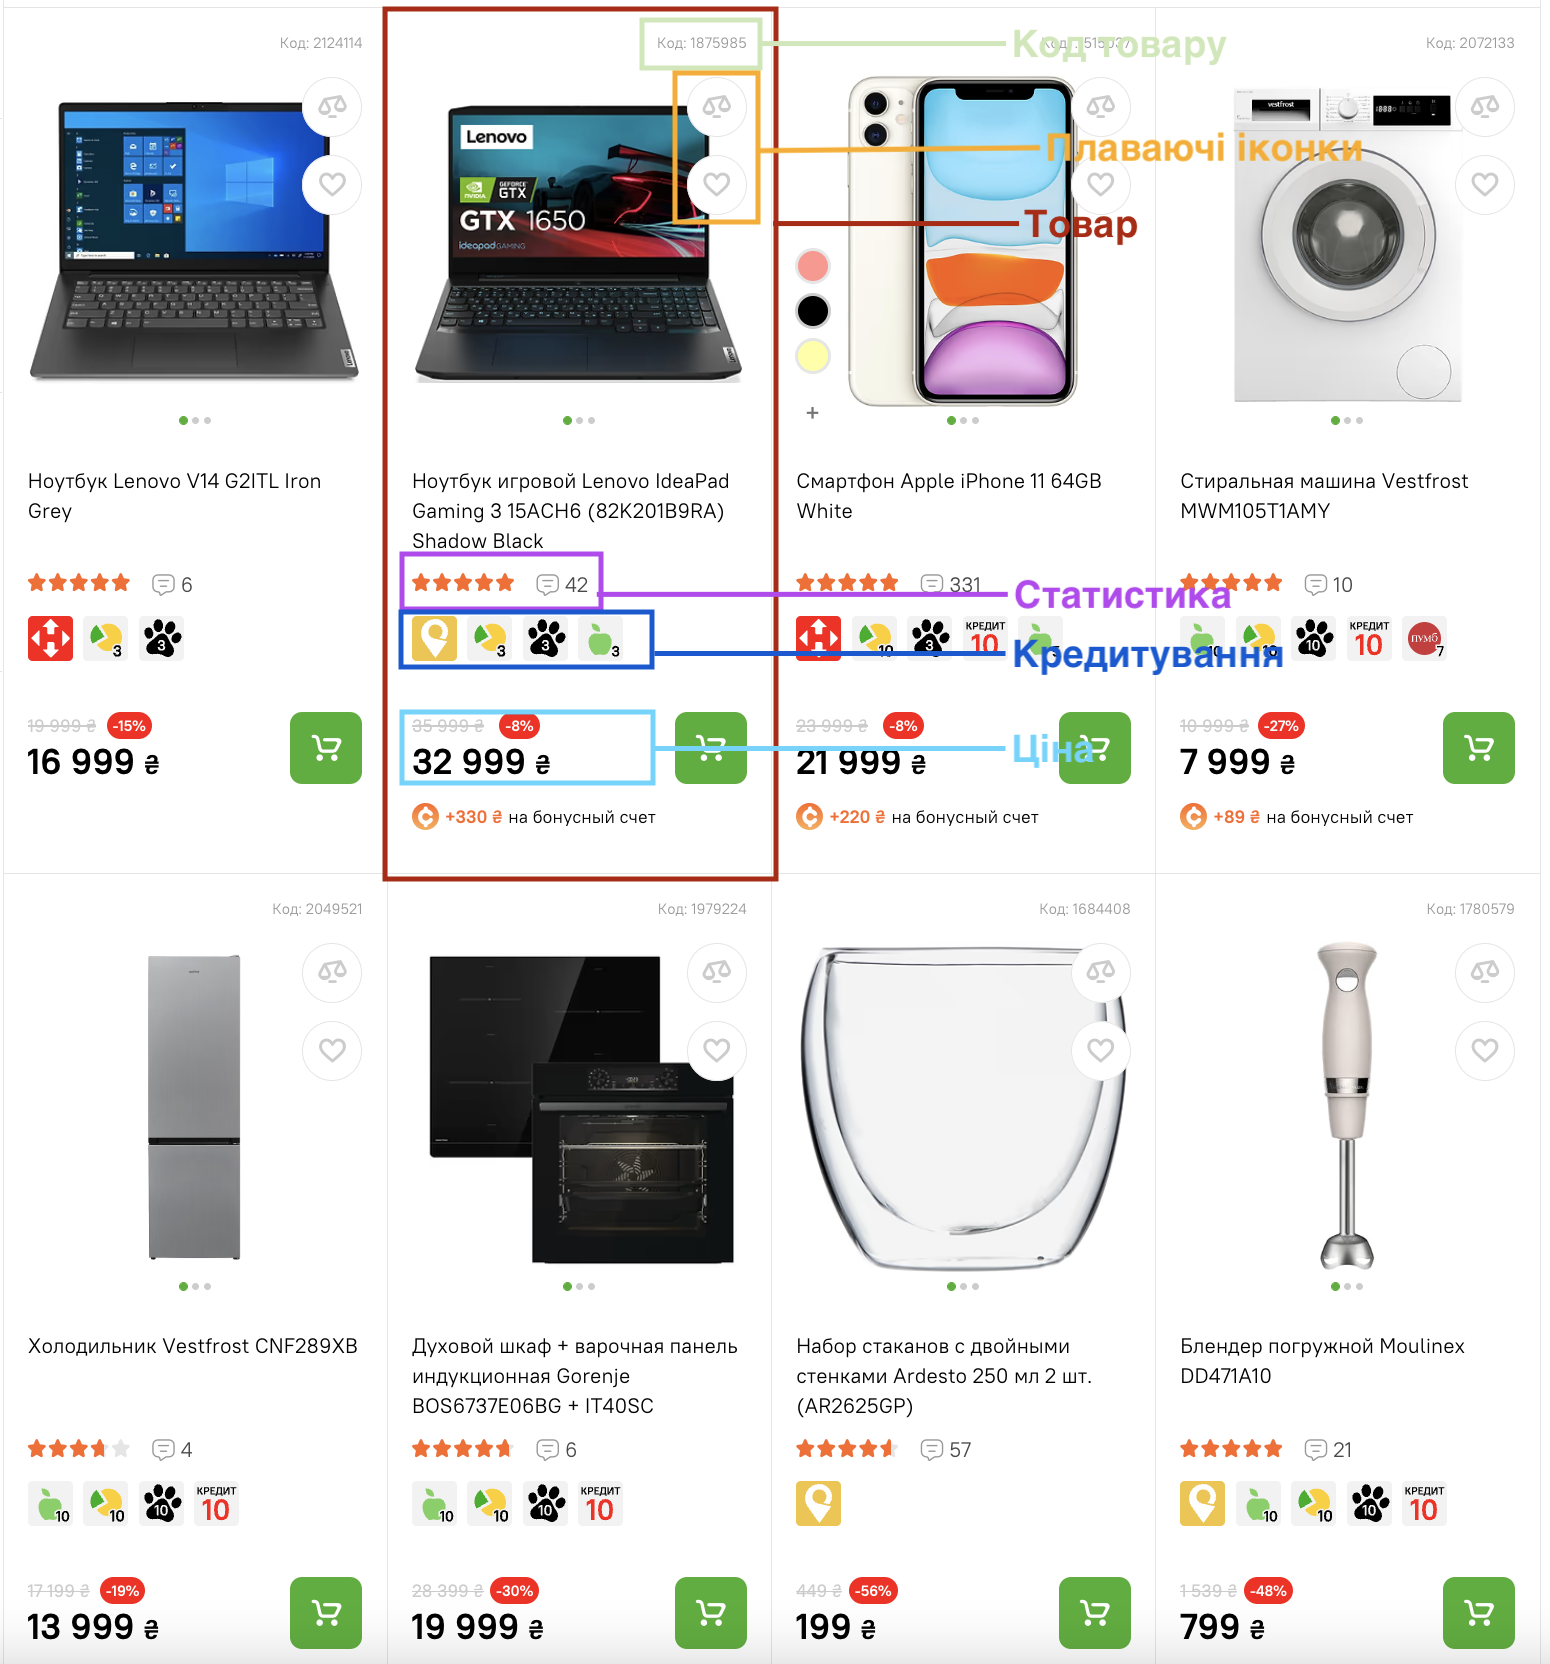 Код: 2124114
Код: 1875985
Код товару
Код: 2072133
Lenovo
NVIDIA
GEFORCE
GTX
GTX 1650
ideapad GAMING
Lenovo
Lenovo
vestfrost
Плаваючі іконки
Товар
+
Ноутбук Lenovo V14 G2ITL Iron
Grey
Ноутбук игровой Lenovo IdeaPad
Gaming 3 15ACH6 (82K201B9RA)
Shadow Black
Смартфон Apple iPhone 11 64GB
White
Стиральная машина Vestfrost
MWM105T1AMY
6
42
331
10
Статистика
3
3
3
3
3
10
3
КРЕДИТ
10
10
КРЕДИТ
10
пумб
7
Кредитування
19 999 ₴ -15%
16 999 ₴
35 999 ₴ -8%
32 999 ₴
23 999 ₴ -8%
21 999 ₴
Ціна
10 999 ₴ -27%
7 999 ₴
+330 ₴ на бонусный счет
+220 ₴ на бонусный счет
+89 ₴ на бонусный счет
Код: 2049521
Код: 1979224
Код: 1684408
Код: 1780579
Холодильник Vestfrost CNF289XB
Духовой шкаф + варочная панель
индукционная Gorenje
BOS6737E06BG + IT40SC
Набор стаканов с двойными
стенками Ardesto 250 мл 2 шт.
(AR2625GP)
Блендер погружной Moulinex
DD471A10
4
6
57
21
10
10
10
КРЕДИТ
10
10
10
10
КРЕДИТ
10
10
10
10
КРЕДИТ
10
17 199 ₴ -19%
13 999 ₴
28 399 ₴ -30%
19 999 ₴
449 ₴ -56%
199 ₴
1 539 ₴ -48%
799 ₴